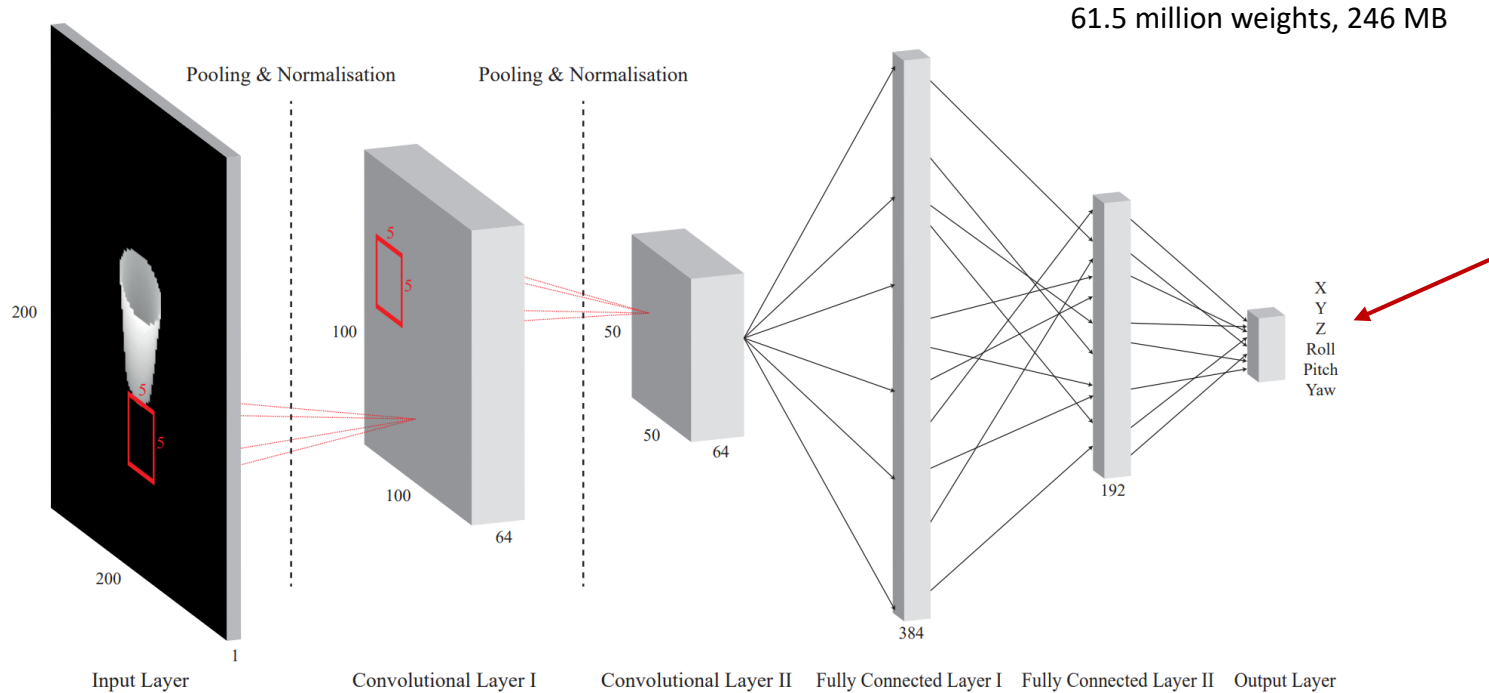 61.5 million weights, 246 MB
Pooling & Normalisation
Pooling & Normalisation
200
200
1
5
5
5
5
100
100
64
50
50
64
384
192
X
Y
Z
Roll
Pitch
Yaw
Input Layer
Convolutional Layer I
Convolutional Layer II
Fully Connected Layer I
Fully Connected Layer II
Output Layer